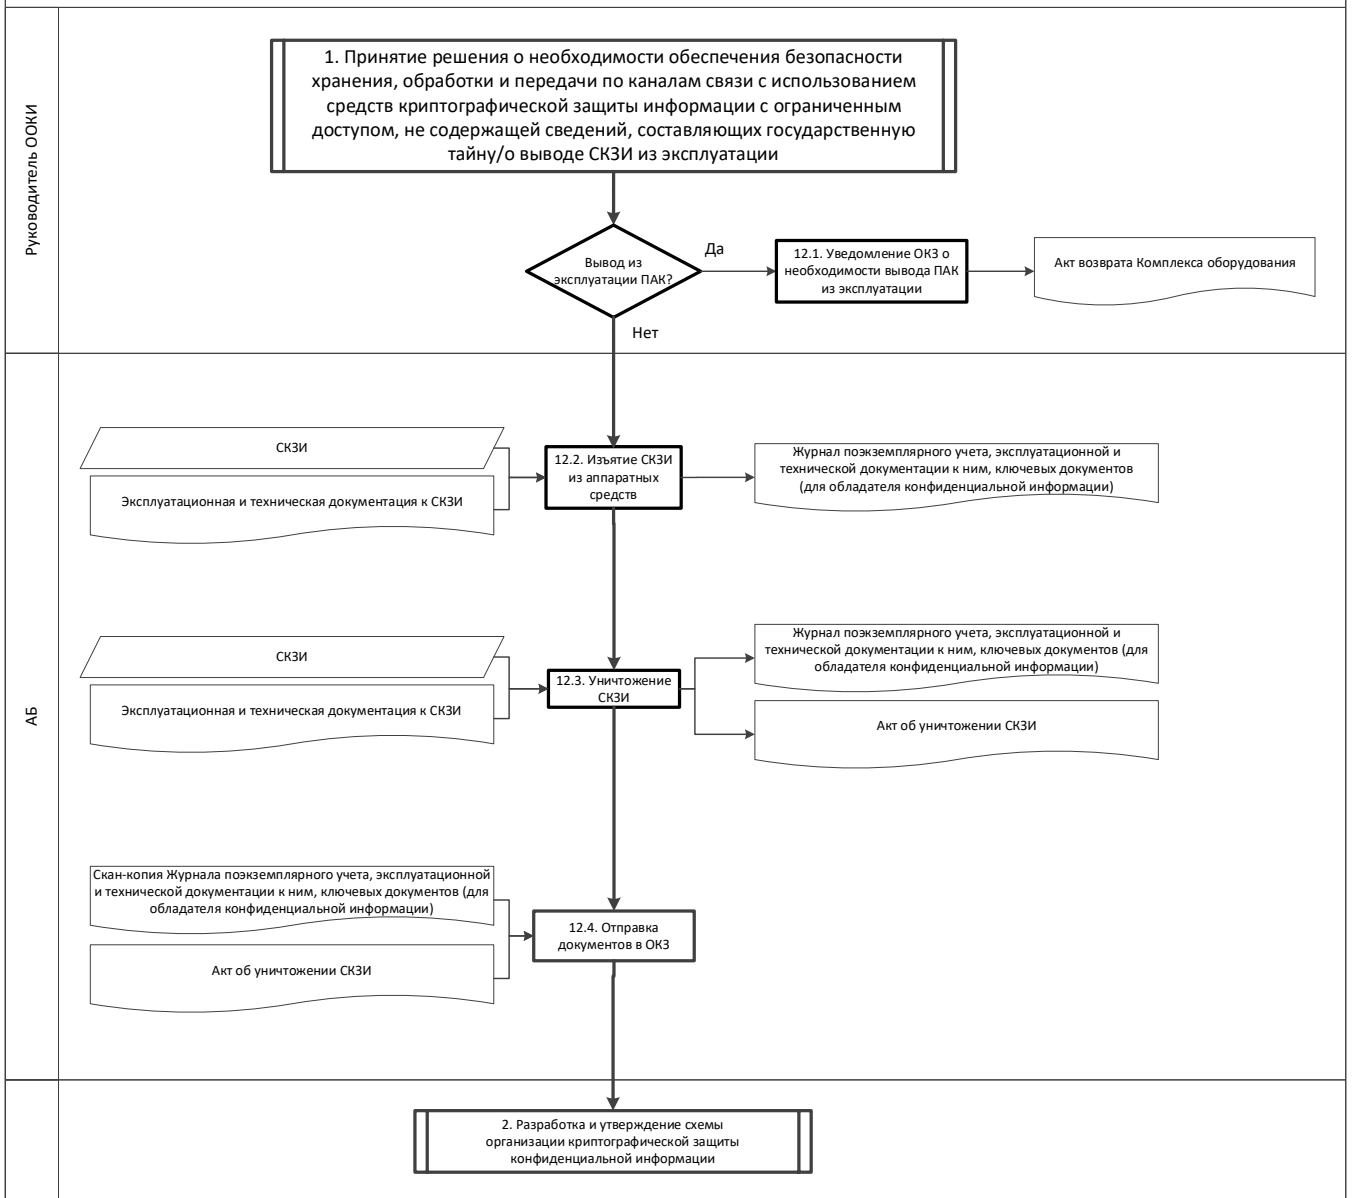 Руководитель ООКИ
1. Принятие решения о необходимости обеспечения безопасности
хранения, обработки и передачи по каналам связи с использованием
средств криптографической защиты информации с ограниченным
доступом, не содержащей сведений, составляющих государственную
тайну/о выводе СКЗИ из эксплуатации
Вывод из
эксплуатации ПАК?
Да
12.1. Уведомление ОКЗ о
необходимости вывода ПАК
из эксплуатации
Акт возврата Комплекса оборудования
Нет
АБ
СКЗИ
Эксплуатационная и техническая документация к СКЗИ
12.2. Изъятие СКЗИ
из аппаратных
средств
Журнал поэкземплярного учета, эксплуатационной и
технической документации к ним, ключевых документов
(для обладателя конфиденциальной информации)
СКЗИ
Эксплуатационная и техническая документация к СКЗИ
12.3. Уничтожение
СКЗИ
Журнал поэкземплярного учета, эксплуатационной и
технической документации к ним, ключевых документов (для
обладателя конфиденциальной информации)
Акт об уничтожении СКЗИ
Скан-копия Журнала поэкземплярного учета, эксплуатационной
и технической документации к ним, ключевых документов (для
обладателя конфиденциальной информации)
Акт об уничтожении СКЗИ
12.4. Отправка
документов в ОКЗ
2. Разработка и утверждение схемы
организации криптографической защиты
конфиденциальной информации